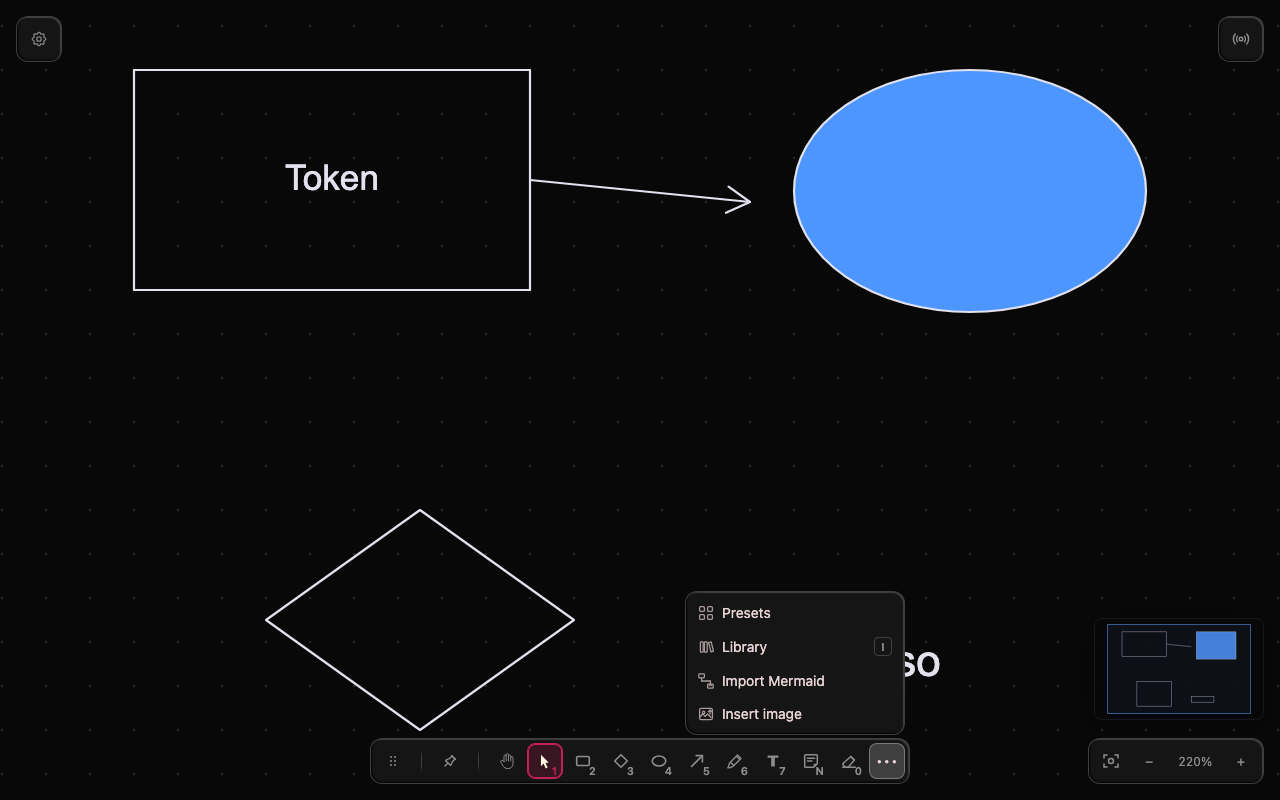 Token
Presets
Library I
so
Import Mermaid
Insert image
1 2 3 4 5 6 7 N 0
220%